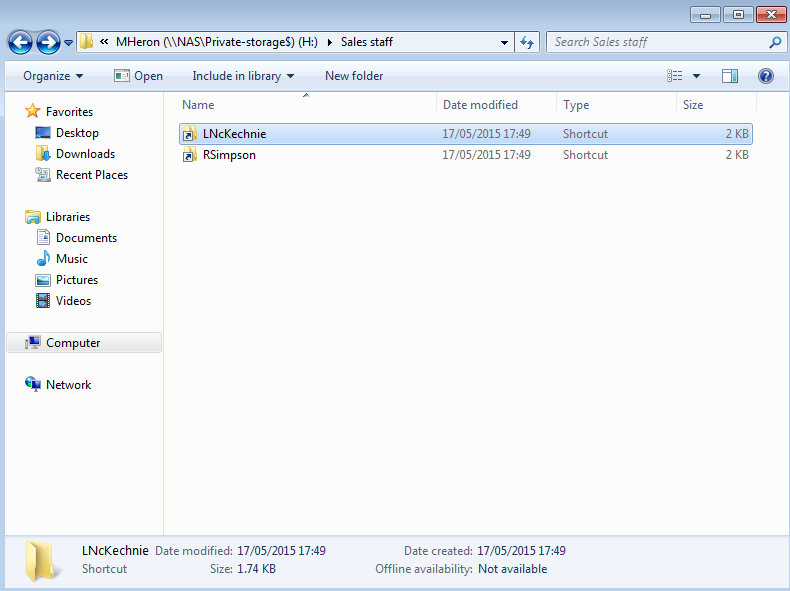 « MHeron (\\NAS\Private-storage$) (H:) Sales staff Search Sales staff
Organize Open Include in library New folder ?
Name Date modified Type Size
Favorites
Desktop
Downloads
Recent Places
Libraries
Documents
Music
Pictures
Videos
Computer
Network
LNcKechnie 17/05/2015 17:49 Shortcut 2 KB
RSimpson 17/05/2015 17:49 Shortcut 2 KB
LNcKechnie Date modified: 17/05/2015 17:49 Date created: 17/05/2015 17:49
Shortcut Size: 1.74 KB Offline availability: Not available